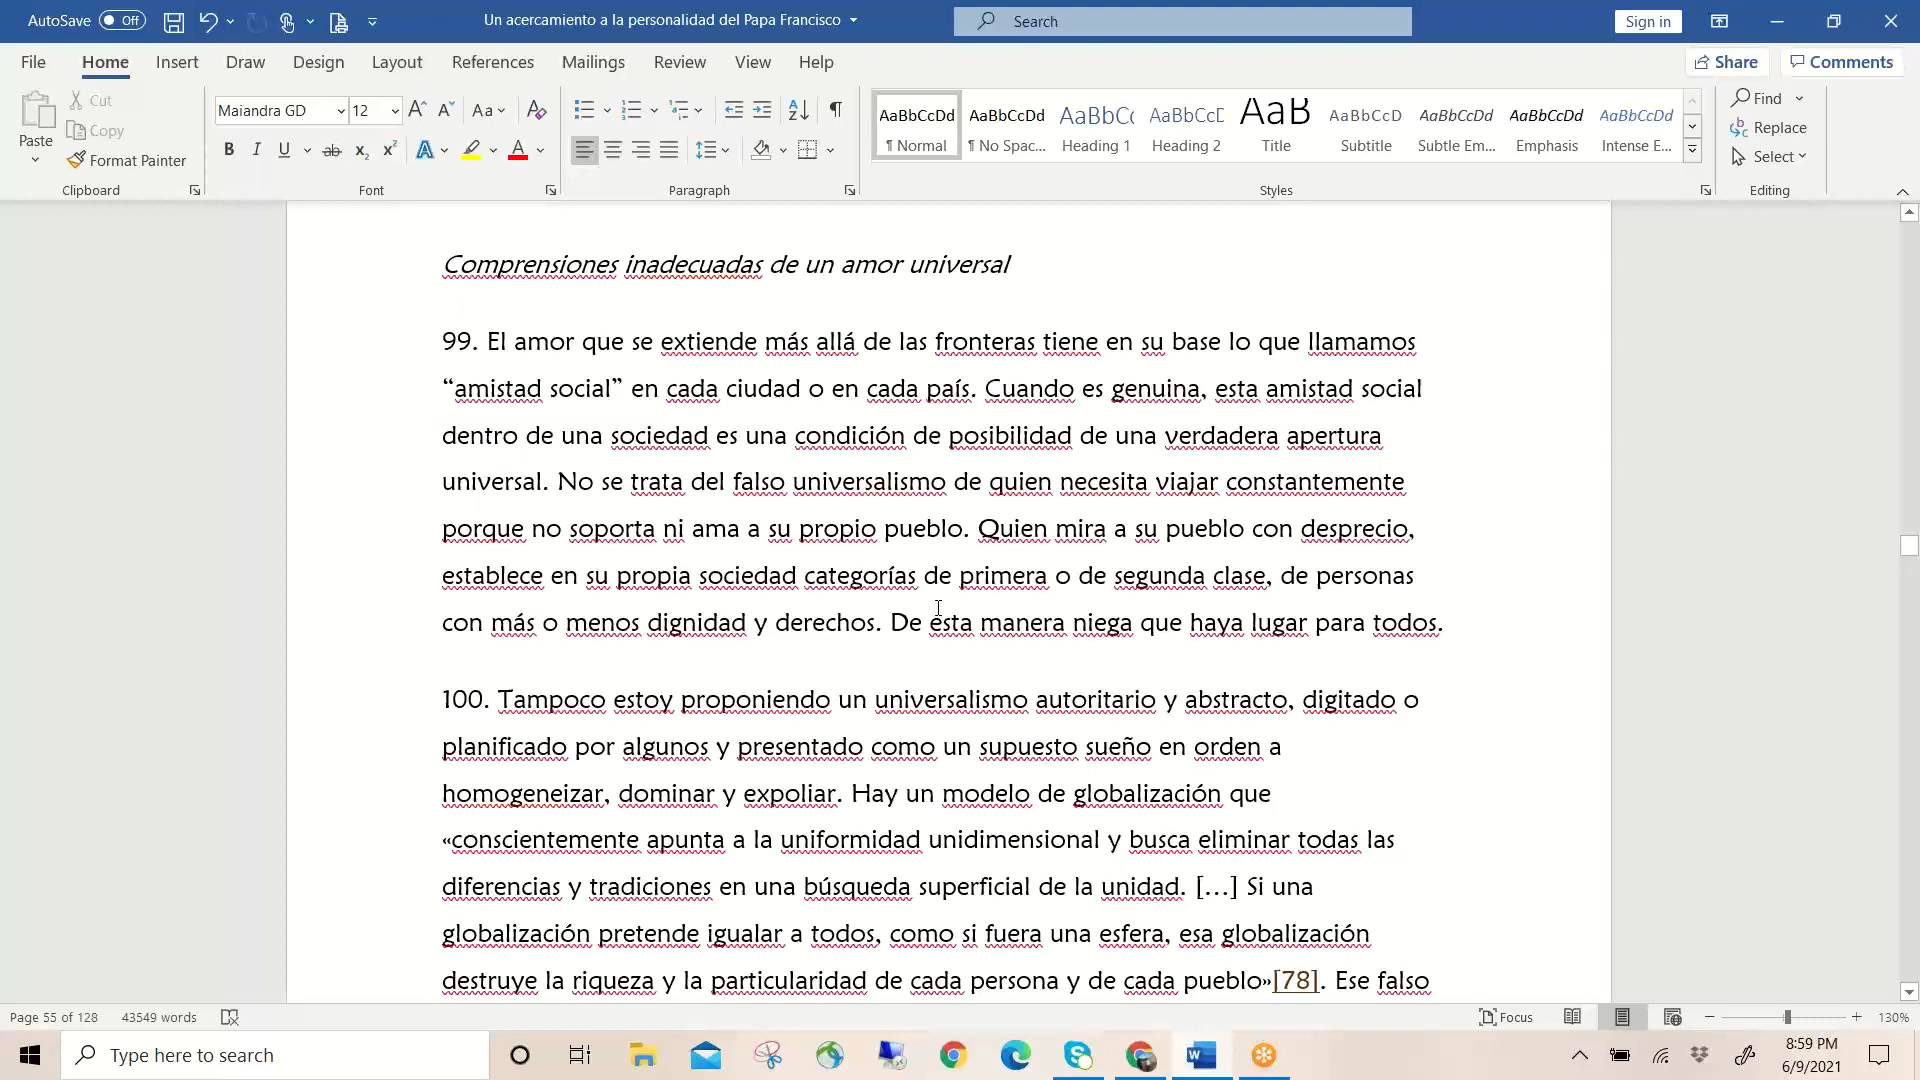 AutoSave Off Un acercamiento a la personalidad del Papa Francisco Search Sign in
File Home Insert Draw Design Layout References Mailings Review View Help Share Comments
Paste Cut
Copy
Format Painter
Clipboard
Maiandra GD 12 Aa
B I U ab x₂ x² A A
Font
Paragraph
AaBbCcDd AaBbCcDd AaBbCc AaBbCcD AaB AaBbCcD AaBbCcDd AaBbCcDd AaBbCcDd
¶ Normal ¶ No Spac... Heading 1 Heading 2 Title Subtitle Subtle Em... Emphasis Intense E...
Styles
Find
Replace
Select
Editing
Comprensiones inadecuadas de un amor universal
99. El amor que se extiende más allá de las fronteras tiene en su base lo que llamamos
“amistad social” en cada ciudad o en cada país. Cuando es genuina, esta amistad social
dentro de una sociedad es una condición de posibilidad de una verdadera apertura
universal. No se trata del falso universalismo de quien necesita viajar constantemente
porque no soporta ni ama a su propio pueblo. Quien mira a su pueblo con desprecio,
establece en su propia sociedad categorías de primera o de segunda clase, de personas
con más o menos dignidad y derechos. De esta manera niega que haya lugar para todos.
100. Tampoco estoy proponiendo un universalismo autoritario y abstracto, digitado o
planificado por algunos y presentado como un supuesto sueño en orden a
homogeneizar, dominar y expoliar. Hay un modelo de globalización que
«conscientemente apunta a la uniformidad unidimensional y busca eliminar todas las
diferencias y tradiciones en una búsqueda superficial de la unidad. […] Si una
globalización pretende igualar a todos, como si fuera una esfera, esa globalización
destruye la riqueza y la particularidad de cada persona y de cada pueblo»[78]. Ese falso
Page 55 of 128 43549 words Focus 130%
Type here to search
8:59 PM
6/9/2021